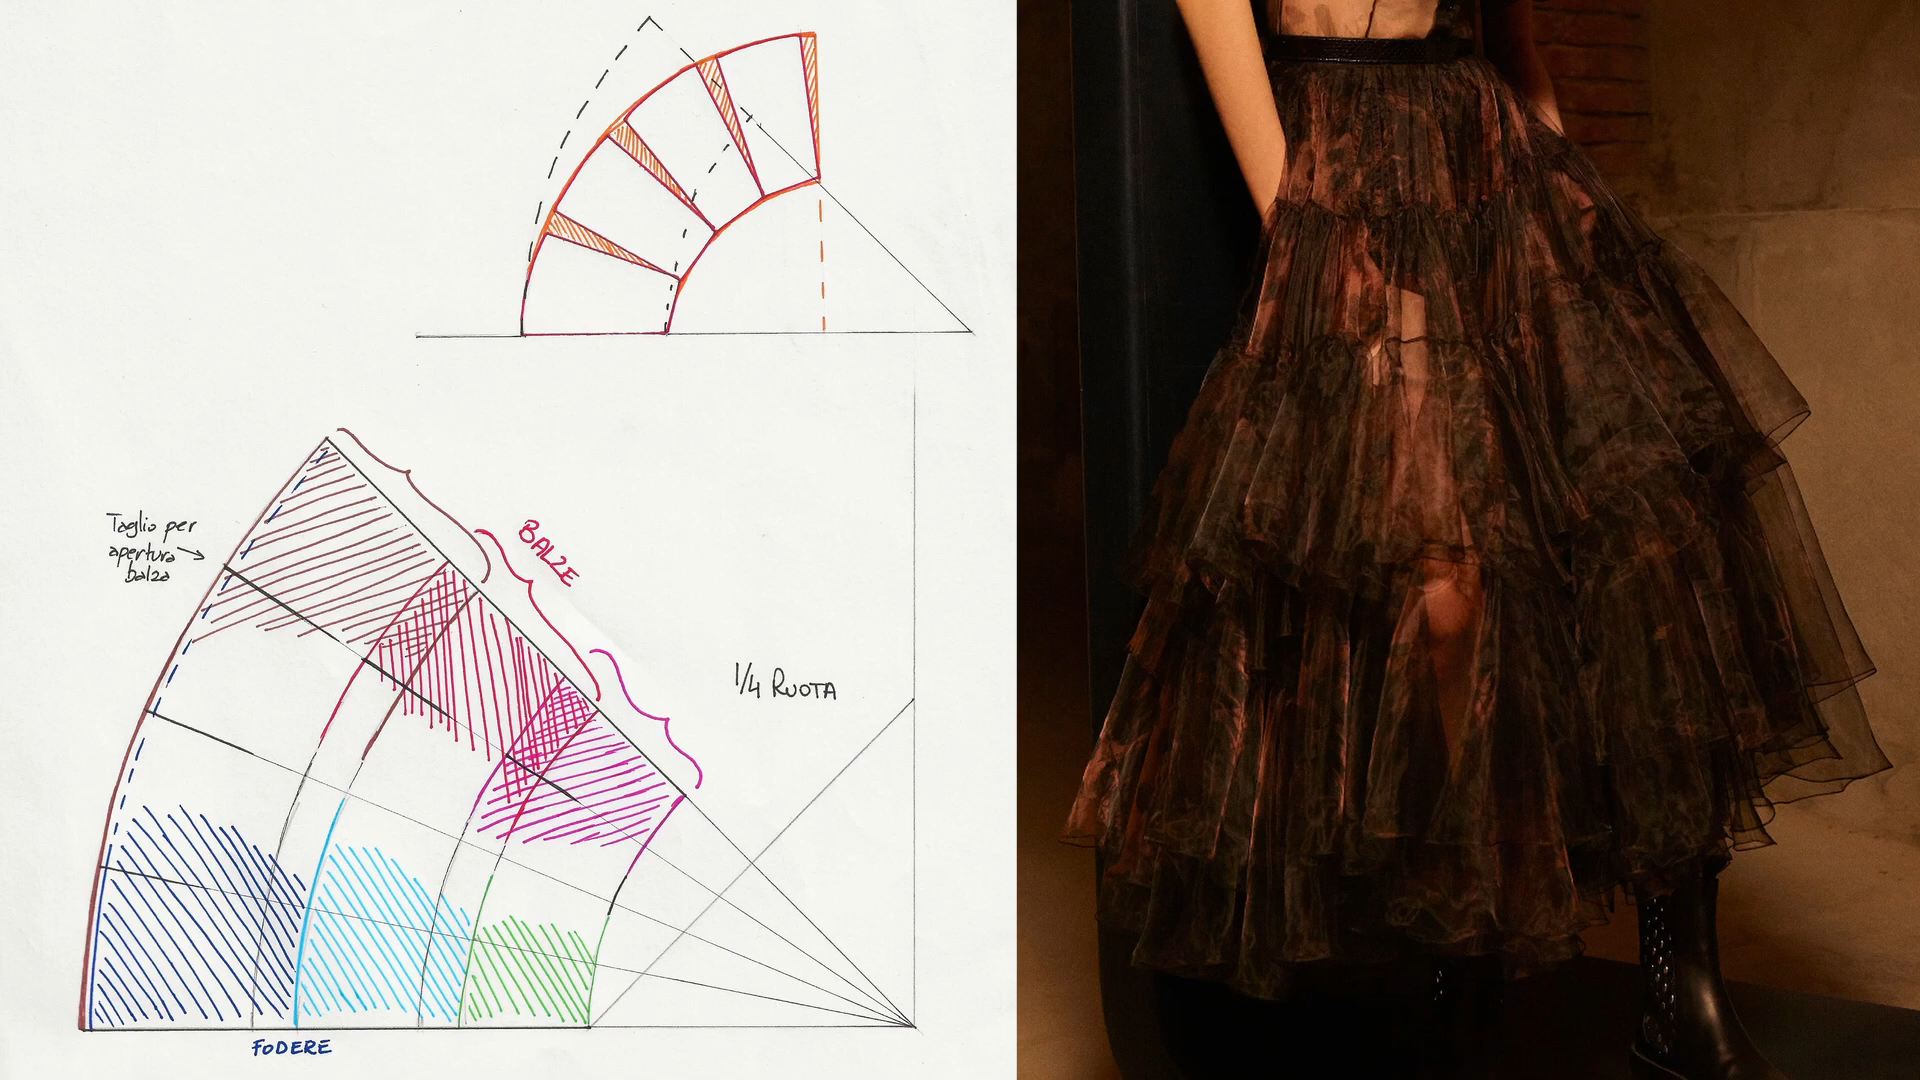 Taglio per
apertura
balza
BALZE
1/4 RUOTA
FODERE